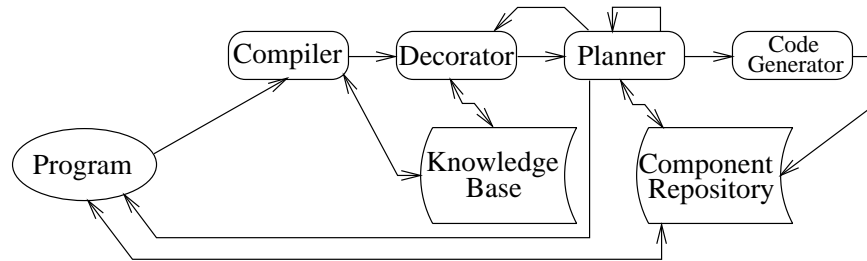 Compiler
Decorator
Planner
Code
Generator
Program
Knowledge
Base
Component
Repository